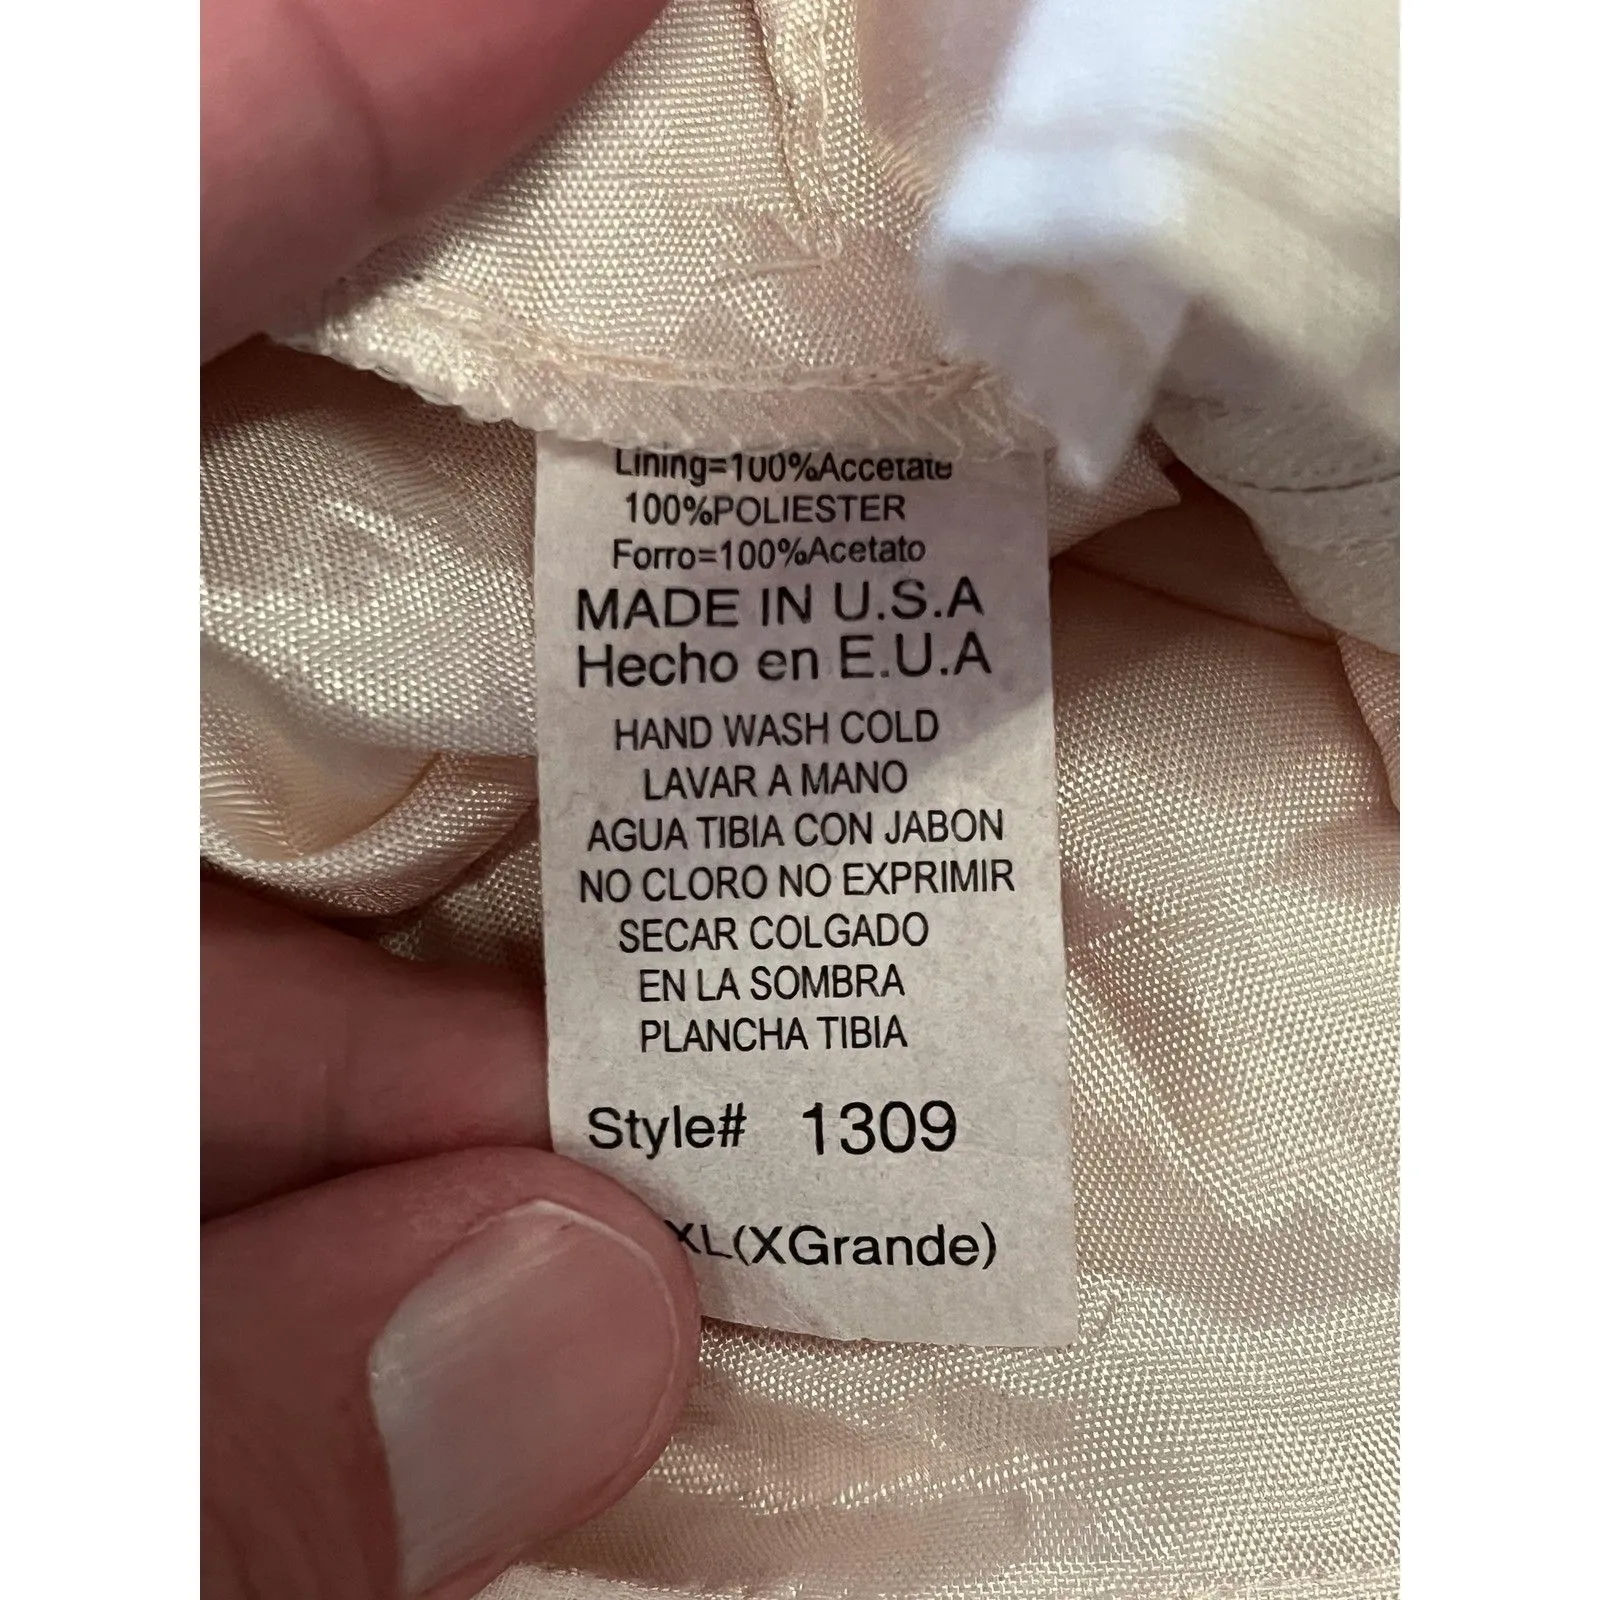 Lining=100%Accetate
100%POLIESTER
Forro=100%Acetato
MADE IN U.S.A
Hecho en E.U.A
HAND WASH COLD
LAVAR A MANO
AGUA TIBIA CON JABON
NO CLORO NO EXPRIMIR
SECAR COLGADO
EN LA SOMBRA
PLANCHA TIBIA
Style# 1309
XL(XGrande)